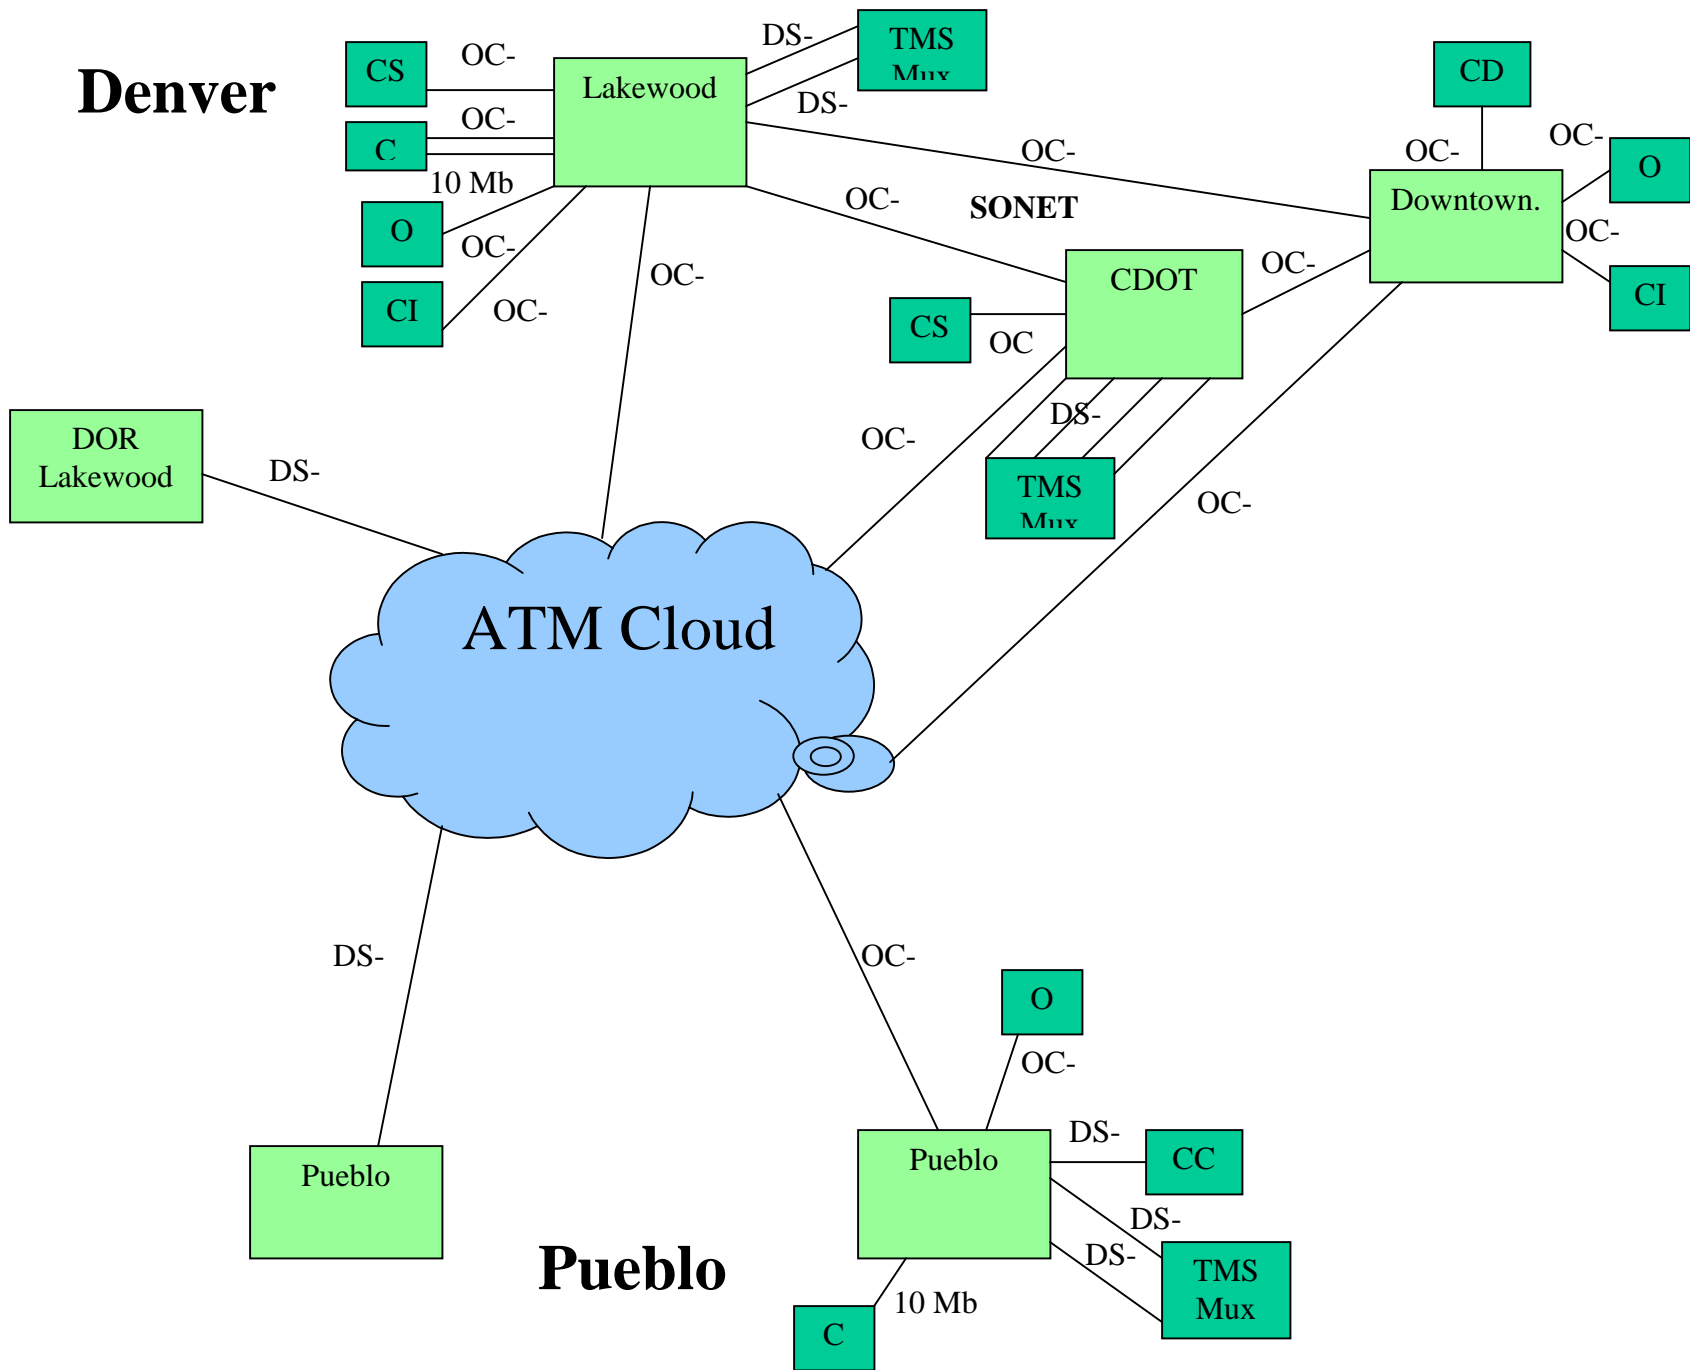 Denver
CS
OC-
Lakewood
DS-
TMS
Mux
DS-
CD
OC-
C
10 Mb
O
OC-
CI
OC-
OC-
OC-
SONET
OC-
OC-
Downtown.
OC-
O
OC-
CI
CDOT
OC-
CS
OC
DS-
OC-
TMS
Mux
OC-
DOR
Lakewood
DS-
ATM Cloud
DS-
OC-
O
OC-
Pueblo
Pueblo
DS-
CC
DS-
DS-
TMS
Mux
Pueblo
10 Mb
C